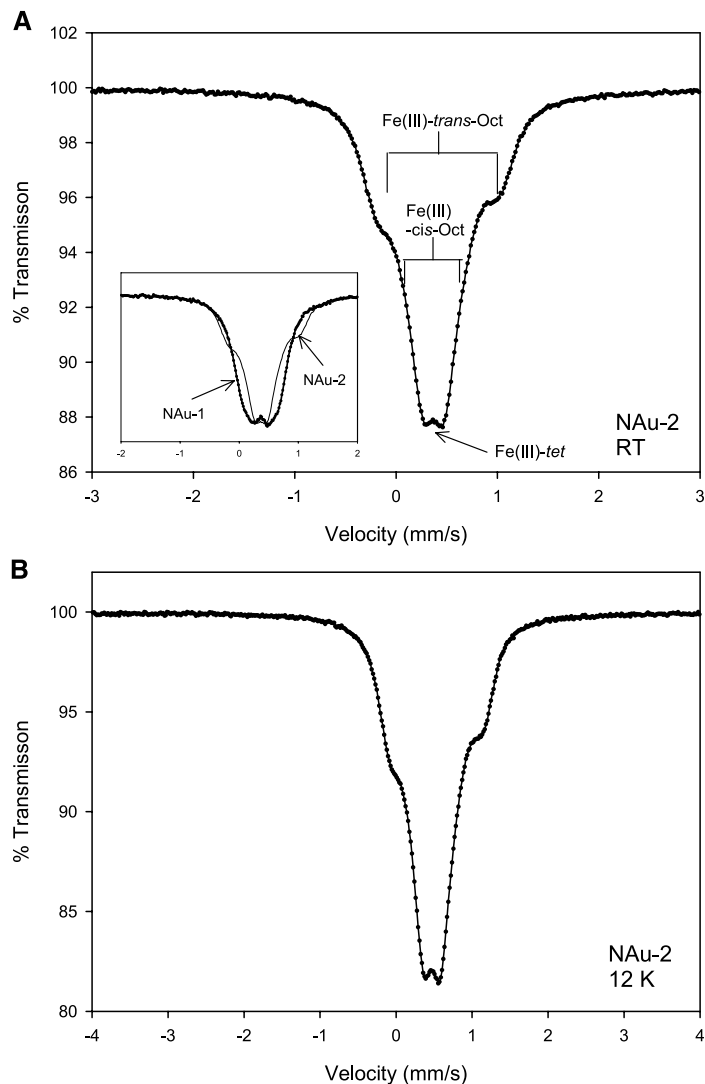 A
102
100
98
96
94
92
90
88
86
% Transmisson
Fe(III)-trans-Oct
Fe(III)
-cis-Oct
Fe(III)-tet
NAu-1
NAu-2
-2
-1
0
1
2
NAu-2
RT
-3
-2
-1
0
1
2
3
Velocity (mm/s)
B
100
95
90
85
80
% Transmisson
NAu-2
12 K
-4
-3
-2
-1
0
1
2
3
4
Velocity (mm/s)